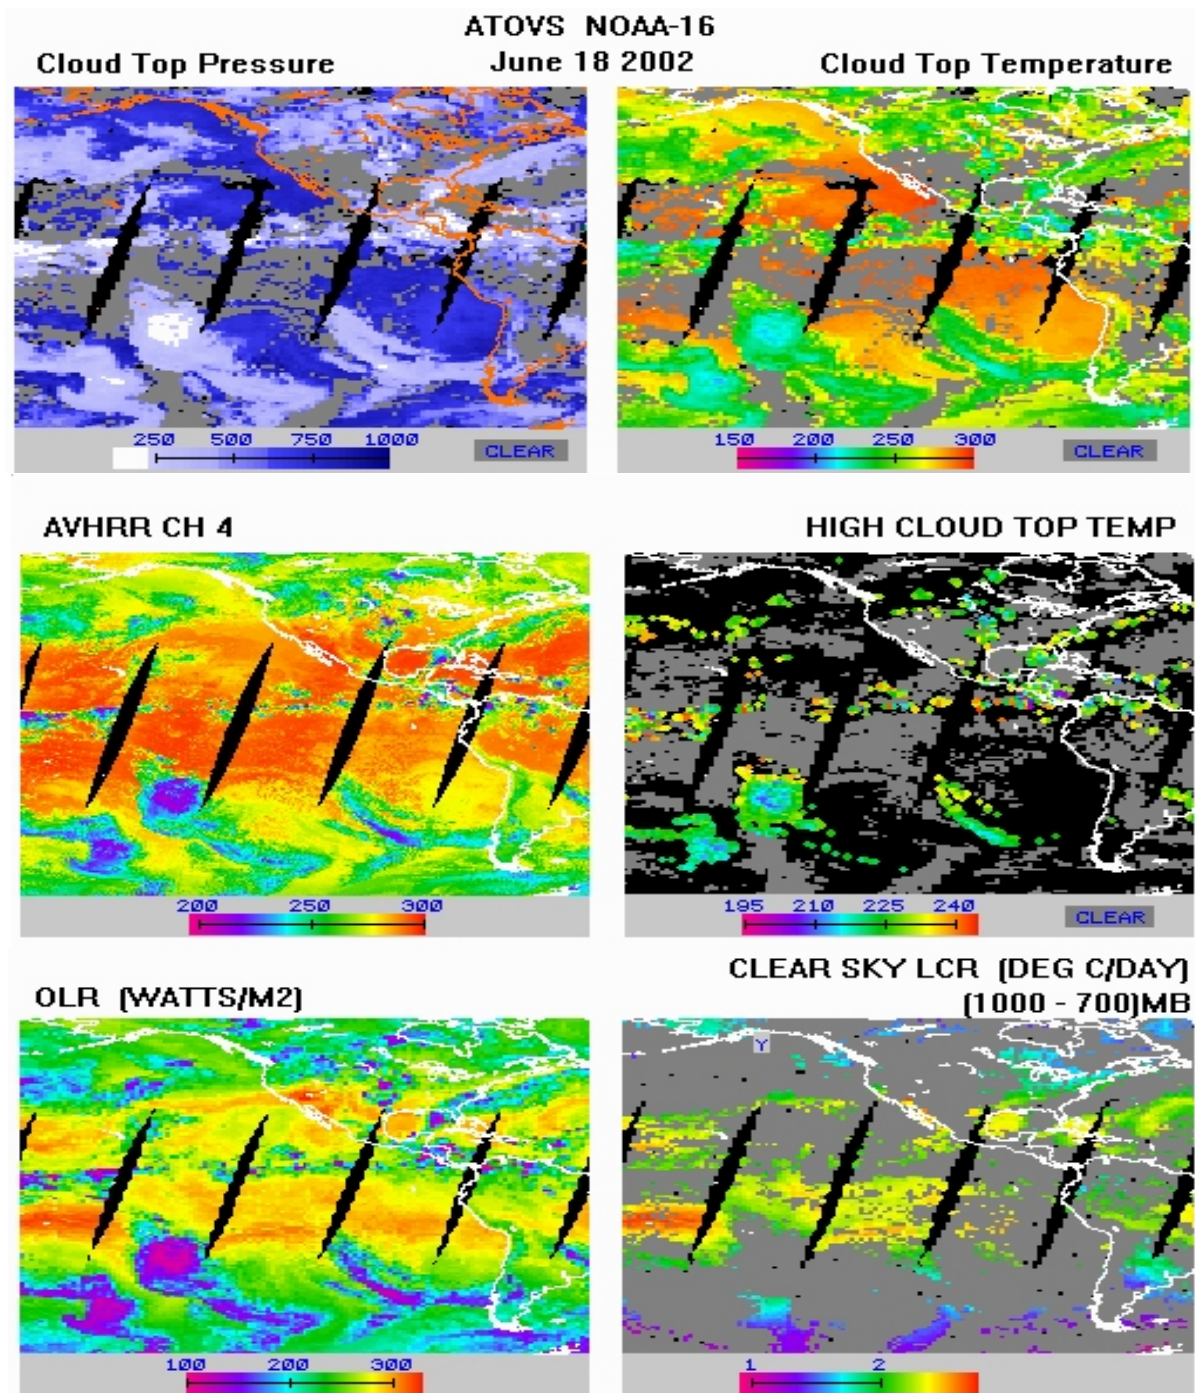 ATOVS NOAA-16
June 18 2002
Cloud Top Pressure
Cloud Top Temperature
250 500 750 1000
CLEAR
150 200 250 300
CLEAR
AVHRR CH 4
HIGH CLOUD TOP TEMP
200 250 300
195 210 225 240
CLEAR
OLR [WATTS/M2]
CLEAR SKY LCR [DEG C/DAY]
(1000 - 700)MB
Y
100 200 300
1 2